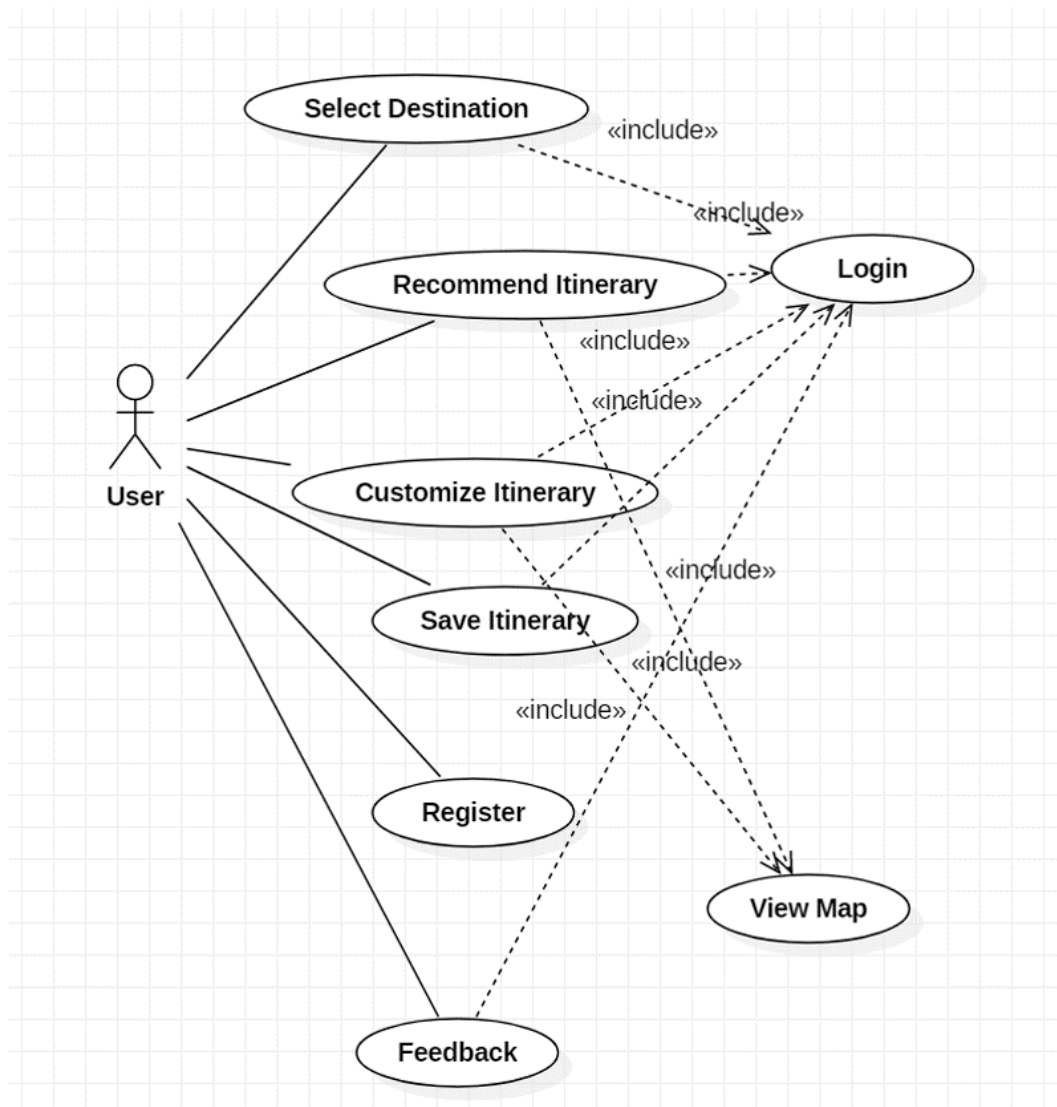 Select Destination
«include»
«include»
Login
Recommend Itinerary
«include»
«include»
Customize Itinerary
User
«include»
Save Itinerary
«include»
«include»
Register
View Map
Feedback